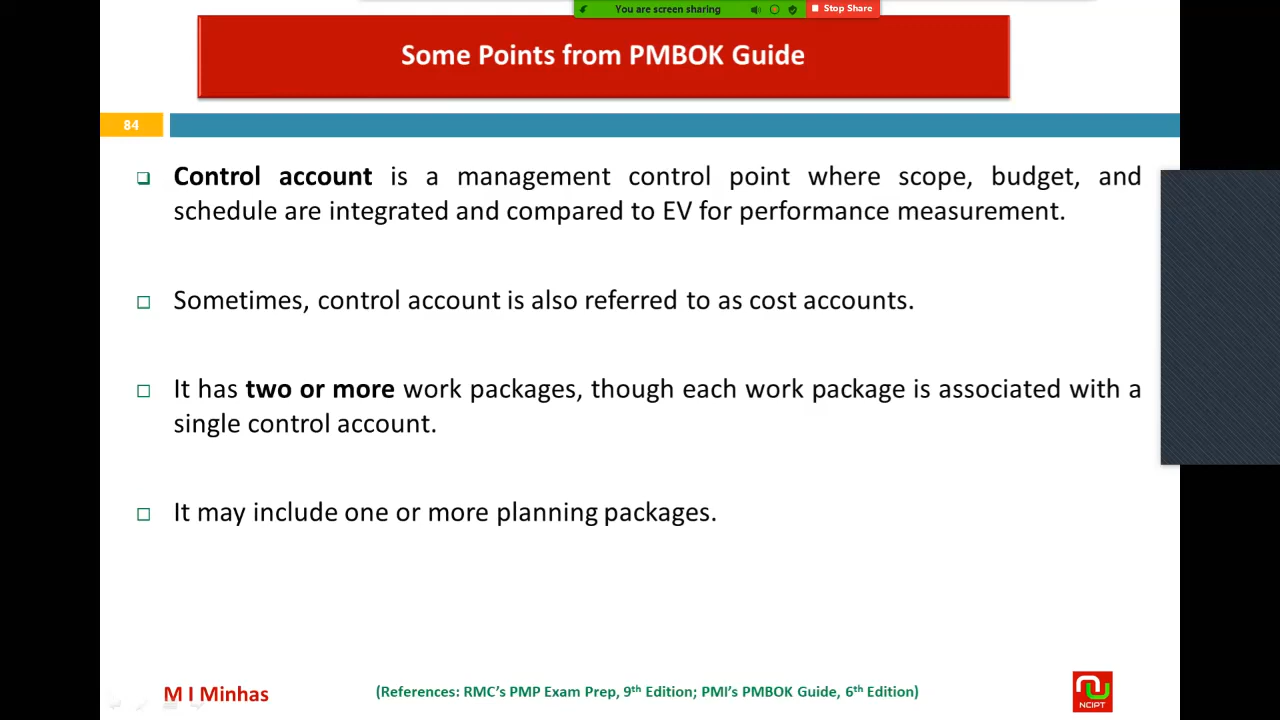 You are screen sharing
Stop Share
Some Points from PMBOK Guide
84
Control account is a management control point where scope, budget, and
schedule are integrated and compared to EV for performance measurement.
Sometimes, control account is also referred to as cost accounts.
It has two or more work packages, though each work package is associated with a
single control account.
It may include one or more planning packages.
M I Minhas
(References: RMC's PMP Exam Prep, 9th Edition; PMI's PMBOK Guide, 6th Edition)
NCIPT